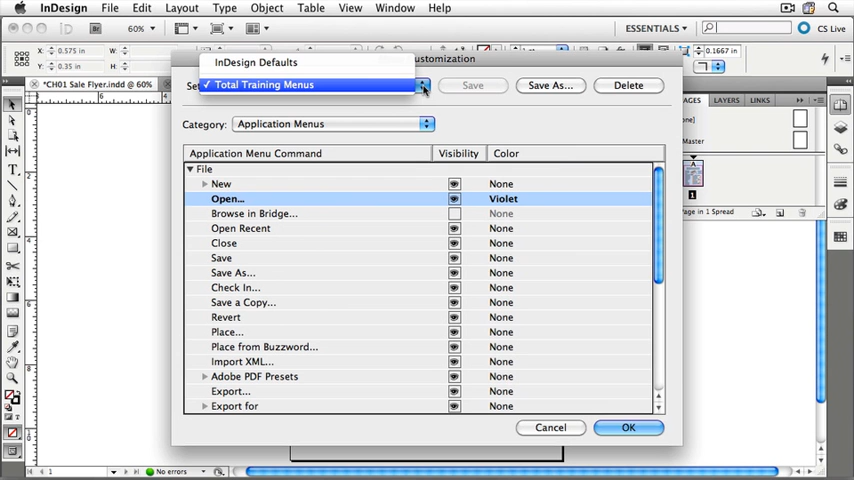 InDesign File Edit Layout Type Object Table View Window Help
60% ESSENTIALS CS Live
X: 0.575 in
Y: 0.35 in
0.1667 in
*CH01 Sale Flyer.indd @ 60%
Customization
InDesign Defaults
Set
✓ Total Training Menus
Save Save As... Delete
Category: Application Menus
Application Menu Command Visibility Color
File
New None
Open... Violet
Browse in Bridge... None
Open Recent None
Close None
Save None
Save As... None
Check In... None
Save a Copy... None
Revert None
Place... None
Place from Buzzword... None
Import XML... None
Adobe PDF Presets None
Export... None
Export for None
Cancel OK
AGES LAYERS LINKS
one]
Master
1
Page in 1 Spread
1 No errors